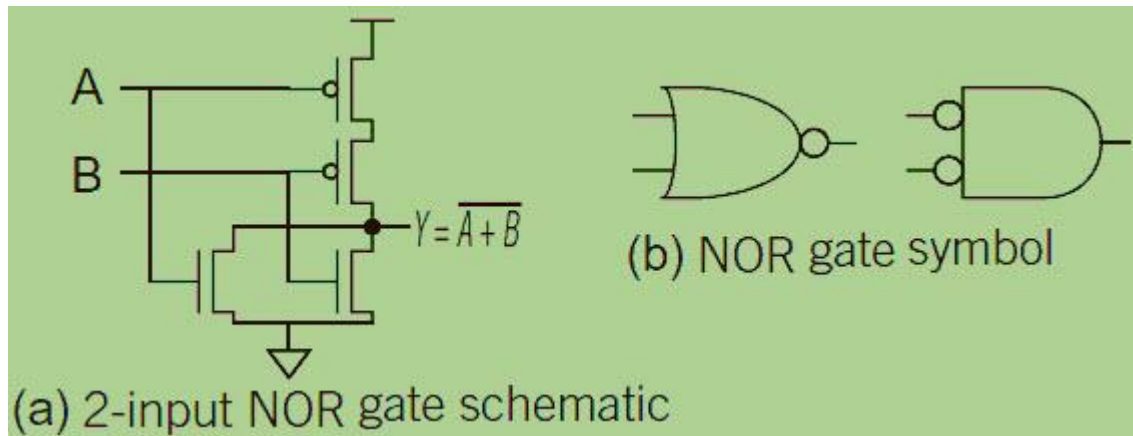 A
B
Y = \overline{A + B}
(a) 2-input NOR gate schematic
(b) NOR gate symbol